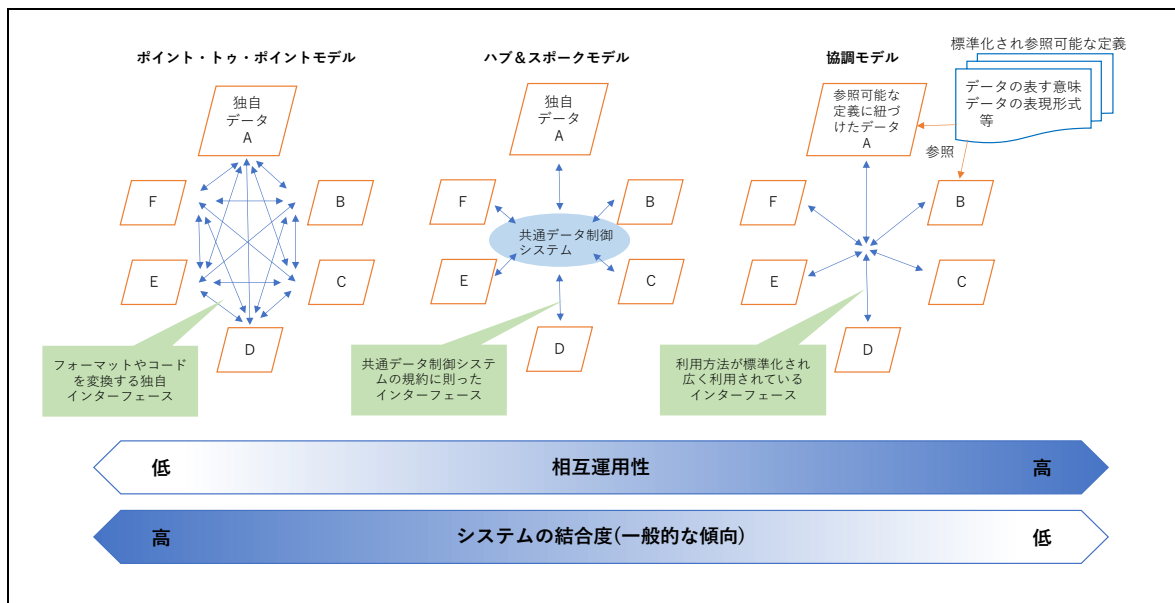 ポイント・トゥ・ポイントモデル
独自
データ
A
F
B
E
C
D
フォーマットやコード
を変換する独自
インターフェース
ハブ＆スポークモデル
独自
データ
A
F
B
共通データ制御
システム
E
C
D
共通データ制御システ
ムの規約に則った
インターフェース
協調モデル
標準化され参照可能な定義
参照可能な
定義に紐づ
けたデータ
A
データの表す意味
データの表現形式
等
参照
F
B
E
C
D
利用方法が標準化され
広く利用されている
インターフェース
低
相互運用性
高
高
システムの結合度(一般的な傾向)
低